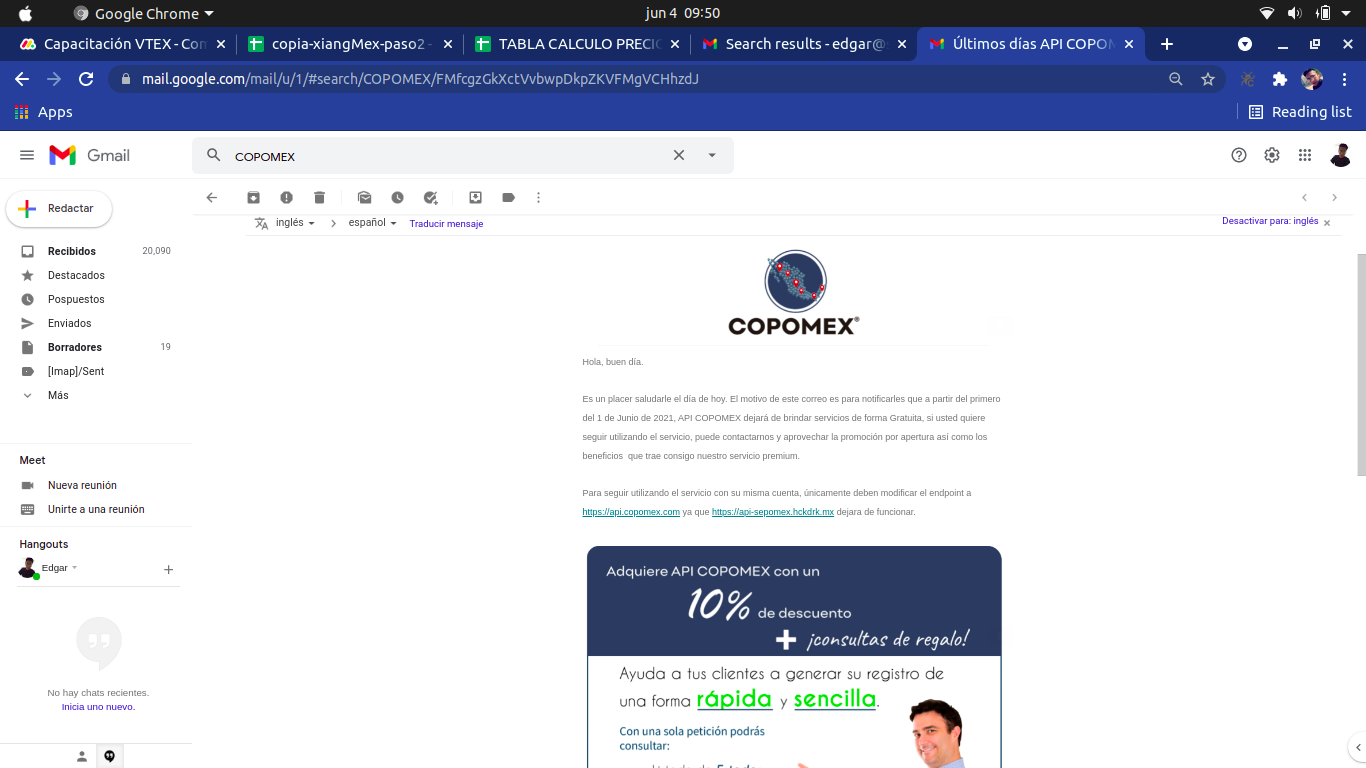 Google Chrome
jun 4 09:50
Capacitación VTEX - Com
copia-xiangMex-paso2 -
TABLA CALCULO PRECIO
Search results - edgar@
Últimos días API COPOM
mail.google.com/mail/u/1/#search/COPOMEX/FMfcgzGkXctVvbwpDkpZKVFMgVCHhzdJ
Apps
Reading list
Gmail
COPOMEX
Redactar
inglés
español
Traducir mensaje
Desactivar para: inglés
Recibidos 20,090
Destacados
Pospuestos
Enviados
Borradores 19
[Imap]/Sent
Más
Meet
Nueva reunión
Unirte a una reunión
Hangouts
Edgar
No hay chats recientes.
Inicia uno nuevo.
COPOMEX®
Hola, buen día.
Es un placer saludarle el día de hoy. El motivo de este correo es para notificarles que a partir del primero
del 1 de Junio de 2021, API COPOMEX dejará de brindar servicios de forma Gratuita, si usted quiere
seguir utilizando el servicio, puede contactarnos y aprovechar la promoción por apertura así como los
beneficios  que trae consigo nuestro servicio premium.
Para seguir utilizando el servicio con su misma cuenta, únicamente deben modificar el endpoint a
https://api.copomex.com ya que https://api-sepomex.hckdrk.mx dejara de funcionar.
Adquiere API COPOMEX con un
10% de descuento
+ ¡consultas de regalo!
Ayuda a tus clientes a generar su registro de
una forma rápida y sencilla.
Con una sola petición podrás
consultar: